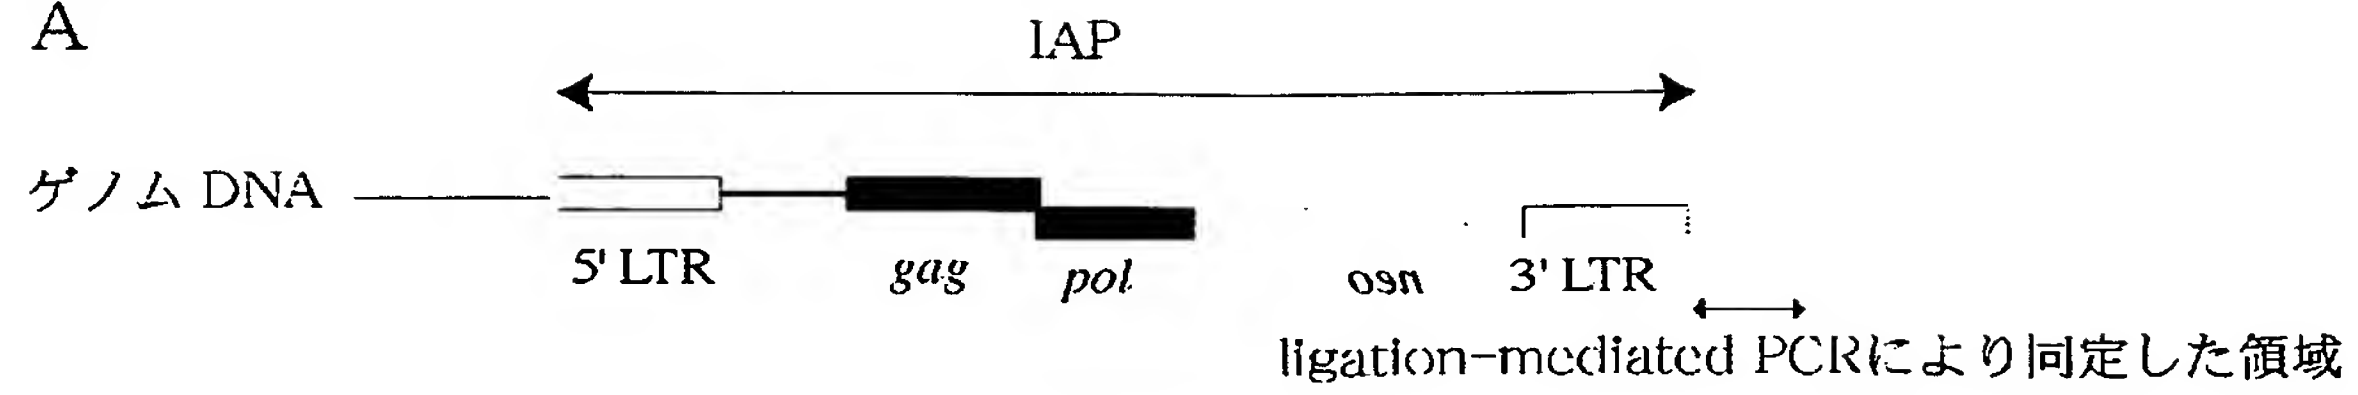 A
IAP
ゲノム DNA
5' LTR
gag
pol
neo
3' LTR
ligation-mediated PCRにより同定した領域